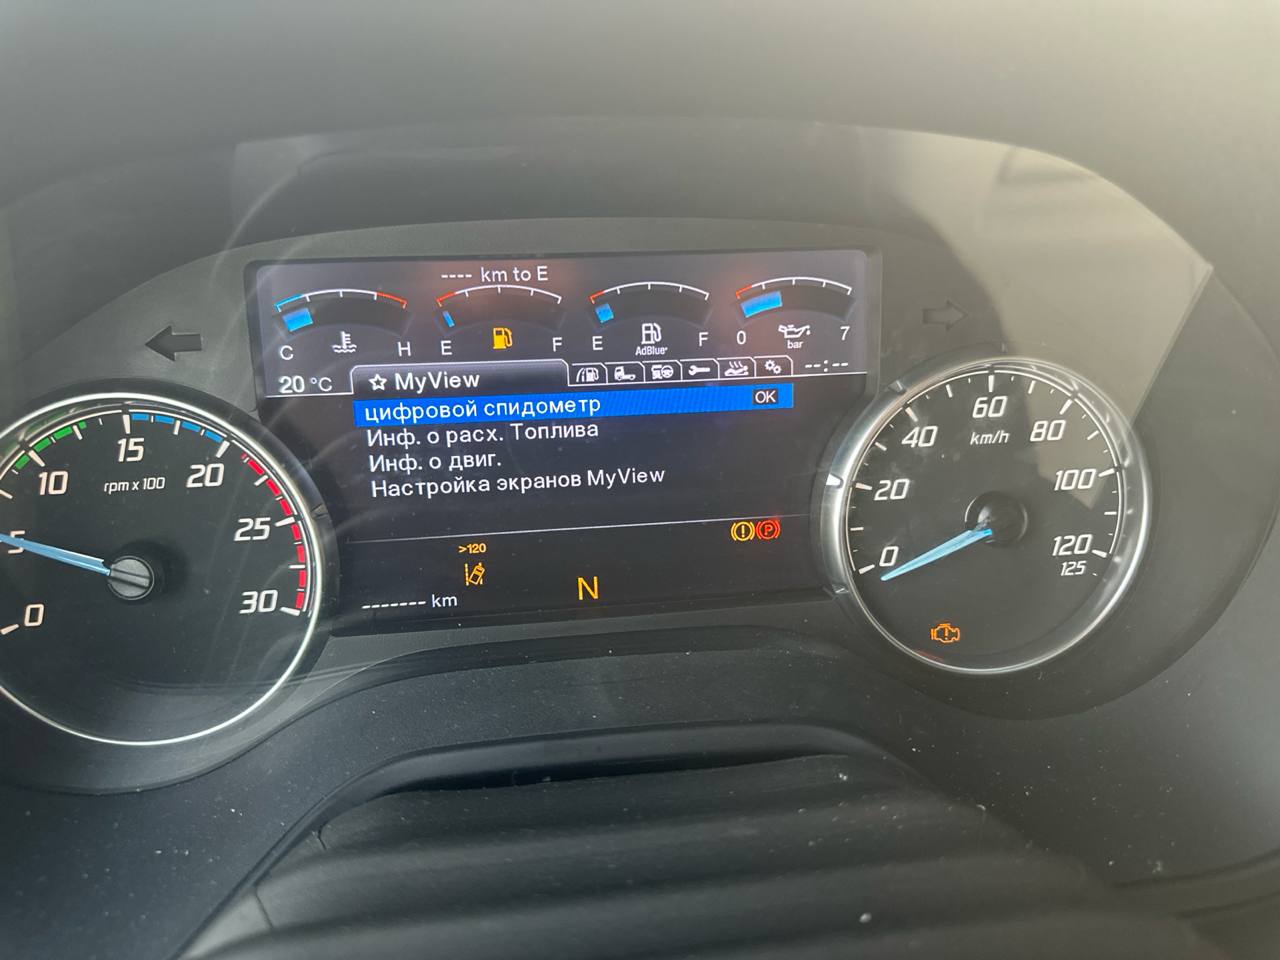 ---- km to E
C H E F E AdBlue F 0 bar 7
20 °C MyView --:--
цифровой спидометр OK
Инф. о расх. Топлива
Инф. о двиг.
Настройка экранов MyView
>120
------- km
N
P
0
5
10
15
20
25
30
rpm x 100
0
20
40
60
80
100
120
125
km/h